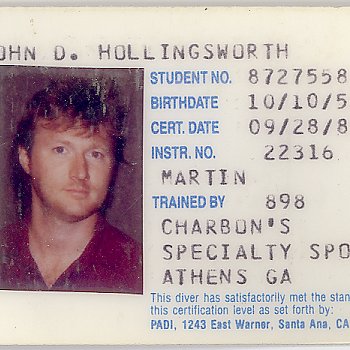 OHN D. HOLLINGSWORTH
STUDENT NO. 8727558
BIRTHDATE 10/10/5
CERT. DATE 09/28/8
INSTR. NO. 22316
MARTIN
TRAINED BY 898
CHARBON'S
SPECIALTY SPO
ATHENS GA
This diver has satisfactorily met the stan
this certification level as set forth by:
PADI, 1243 East Warner, Santa Ana, CA